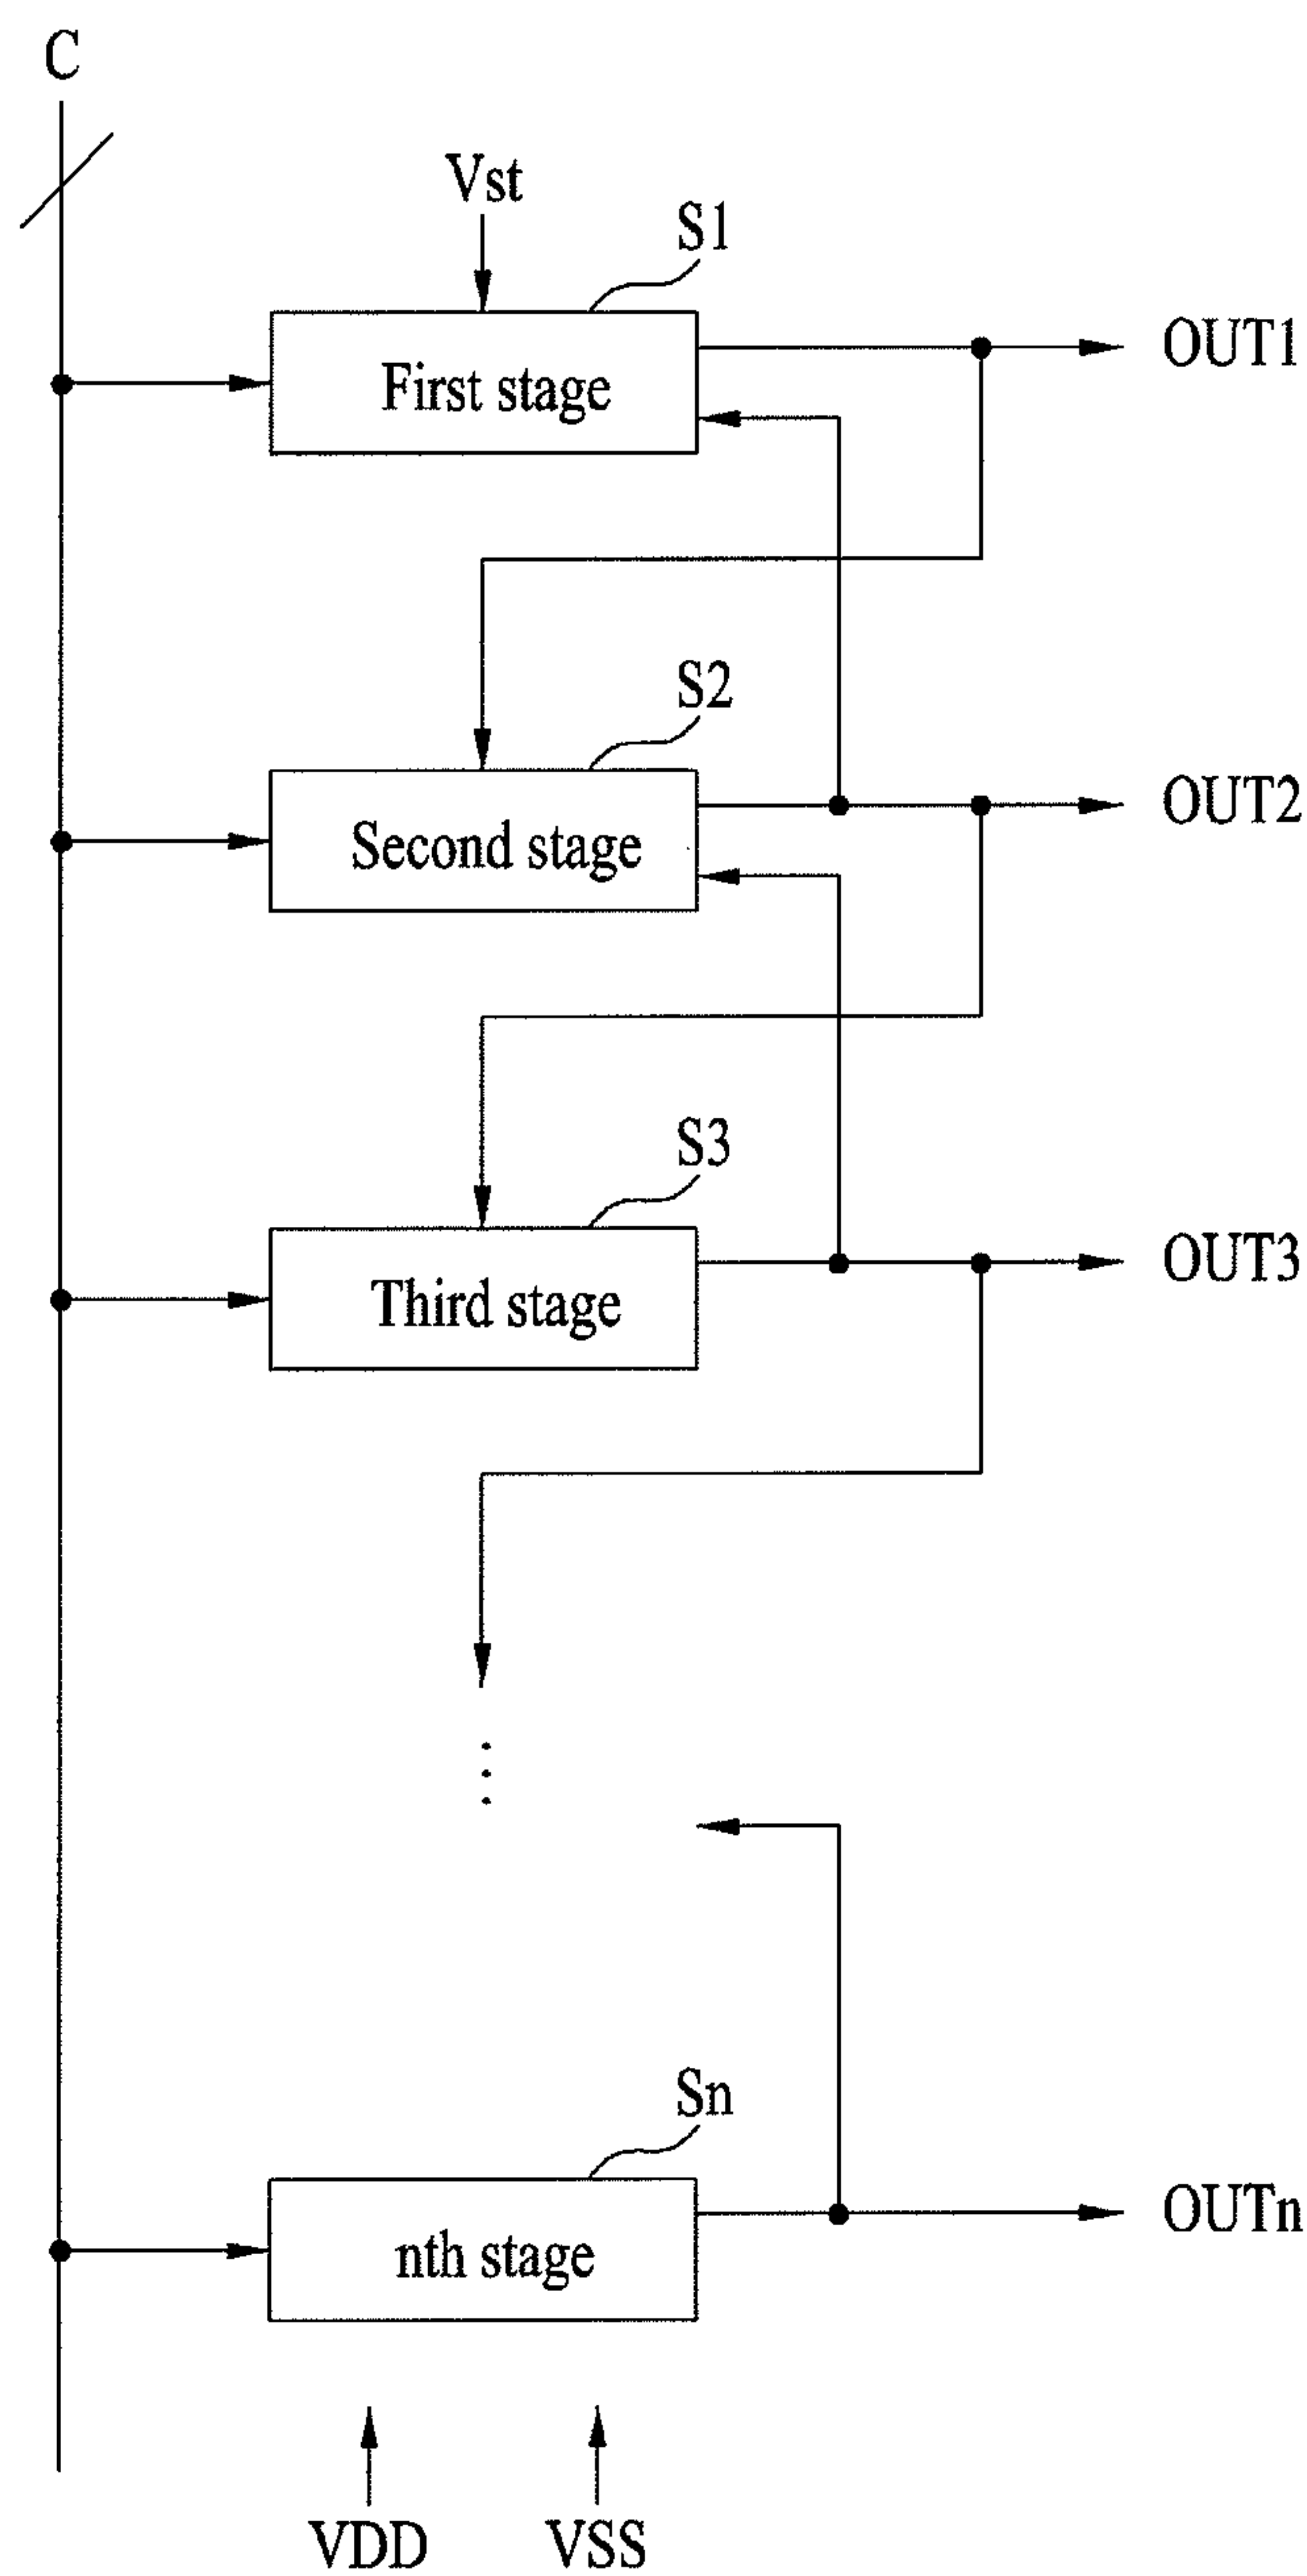 C
Vst
S1
First stage
OUT1
S2
Second stage
OUT2
S3
Third stage
OUT3
Sn
nth stage
OUTn
VDD
VSS